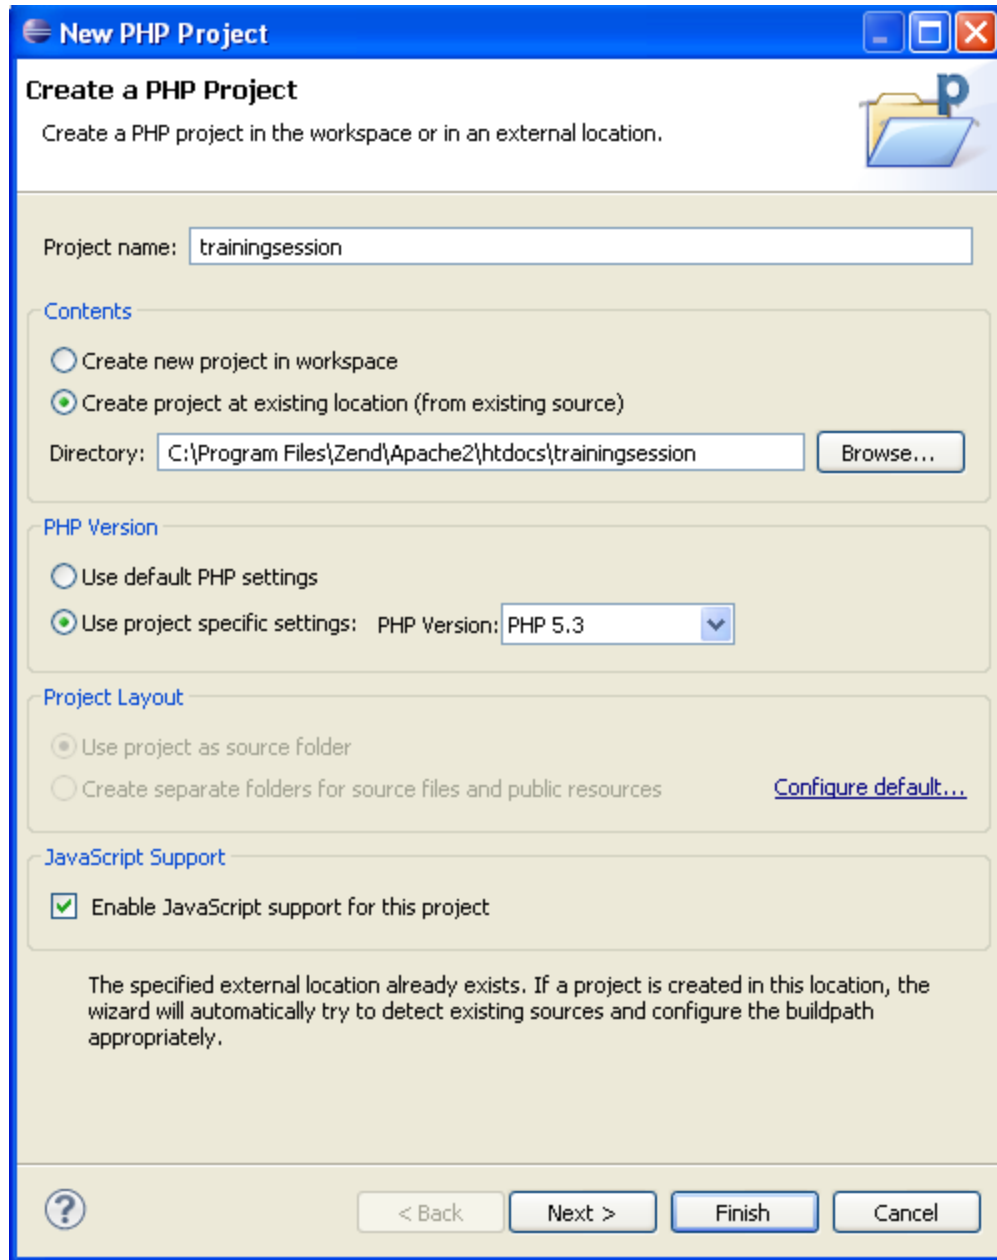 New PHP Project
Create a PHP Project
Create a PHP project in the workspace or in an external location.
p
Project name: trainingsession
Contents
Create new project in workspace
Create project at existing location (from existing source)
Directory: C:\Program Files\Zend\Apache2\htdocs\trainingsession Browse...
PHP Version
Use default PHP settings
Use project specific settings: PHP Version: PHP 5.3
Project Layout
Use project as source folder
Create separate folders for source files and public resources Configure default...
JavaScript Support
Enable JavaScript support for this project
The specified external location already exists. If a project is created in this location, the
wizard will automatically try to detect existing sources and configure the buildpath
appropriately.
? < Back Next > Finish Cancel